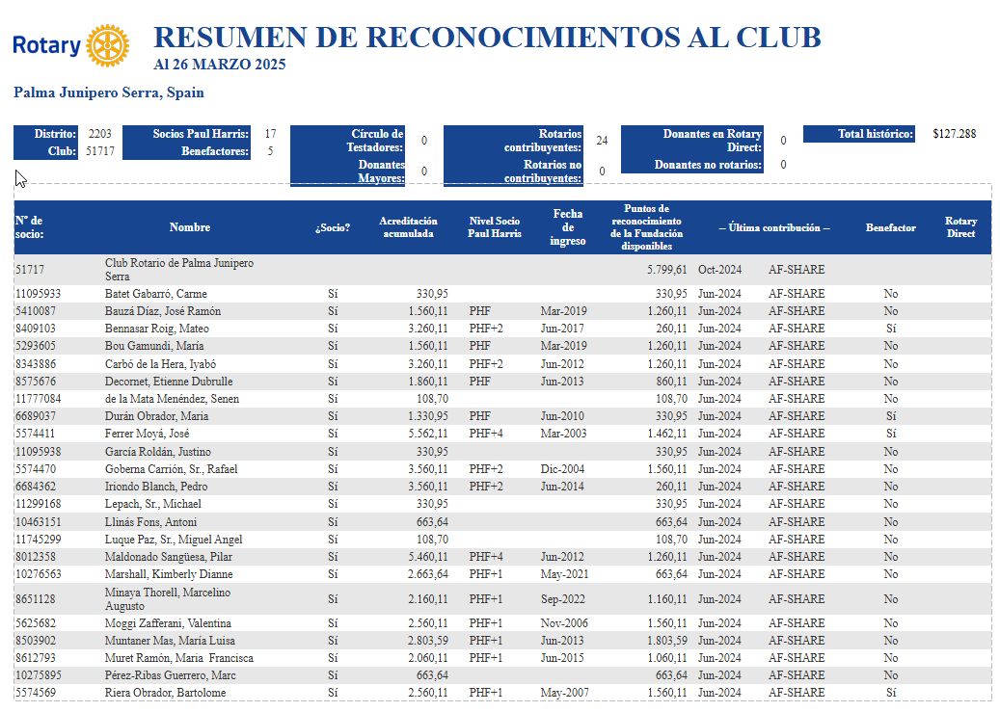 Rotary
RESUMEN DE RECONOCIMIENTOS AL CLUB
Al 26 MARZO 2025
Palma Junipero Serra, Spain
Distrito: 2203 Socios Paul Harris: 17 Círculo de Testadores: 0 Rotarios contribuyentes: 24 Donantes en Rotary Direct: 0 Total histórico: $127.288
Club: 51717 Benefactores: 5 Donantes Mayores: 0 Rotarios no contribuyentes: 0 Donantes no rotarios: 0
Nº de socio: Nombre ¿Socio? Acreditación acumulada Nivel Socio Paul Harris Fecha de ingreso Puntos de reconocimiento de la Fundación disponibles -- Última contribución -- Benefactor Rotary Direct
51717 Club Rotario de Palma Junipero Serra 5.799,61 Oct-2024 AF-SHARE
11095933 Batet Gabarró, Carme Sí 330,95 330,95 Jun-2024 AF-SHARE No
5410087 Bauzá Díaz, José Ramón Sí 1.560,11 PHF Mar-2019 1.260,11 Jun-2024 AF-SHARE No
8409103 Bennasar Roig, Mateo Sí 3.260,11 PHF+2 Jun-2017 260,11 Jun-2024 AF-SHARE Sí
5293605 Bou Gamundi, María Sí 1.560,11 PHF Mar-2019 1.260,11 Jun-2024 AF-SHARE No
8343886 Carbó de la Hera, Iyabó Sí 3.260,11 PHF+2 Jun-2012 1.260,11 Jun-2024 AF-SHARE No
8575676 Decornet, Etienne Dubrulle Sí 1.860,11 PHF Jun-2013 860,11 Jun-2024 AF-SHARE No
11777084 de la Mata Menéndez, Senen Sí 108,70 108,70 Jun-2024 AF-SHARE No
6689037 Durán Obrador, Maria Sí 1.330,95 PHF Jun-2010 330,95 Jun-2024 AF-SHARE Sí
5574411 Ferrer Moyá, José Sí 5.562,11 PHF+4 Mar-2003 1.462,11 Jun-2024 AF-SHARE Sí
11095938 García Roldán, Justino Sí 330,95 330,95 Jun-2024 AF-SHARE No
5574470 Goberna Carrión, Sr., Rafael Sí 3.560,11 PHF+2 Dic-2004 1.560,11 Jun-2024 AF-SHARE No
6684362 Iriondo Blanch, Pedro Sí 3.560,11 PHF+2 Jun-2014 260,11 Jun-2024 AF-SHARE No
11299168 Lepach, Sr., Michael Sí 330,95 330,95 Jun-2024 AF-SHARE No
10463151 Llinás Fons, Antoni Sí 663,64 663,64 Jun-2024 AF-SHARE No
11745299 Luque Paz, Sr., Miguel Angel Sí 108,70 108,70 Jun-2024 AF-SHARE No
8012358 Maldonado Sangüesa, Pilar Sí 5.460,11 PHF+4 Jun-2012 1.260,11 Jun-2024 AF-SHARE No
10276563 Marshall, Kimberly Dianne Sí 2.663,64 PHF+1 May-2021 663,64 Jun-2024 AF-SHARE No
8651128 Minaya Thorell, Marcelino Augusto Sí 2.160,11 PHF+1 Sep-2022 1.160,11 Jun-2024 AF-SHARE No
5625682 Moggi Zafferani, Valentina Sí 2.560,11 PHF+1 Nov-2006 1.560,11 Jun-2024 AF-SHARE No
8503902 Muntaner Mas, María Luisa Sí 2.803,59 PHF+1 Jun-2013 1.803,59 Jun-2024 AF-SHARE No
8612793 Muret Ramón, Maria Francisca Sí 2.060,11 PHF+1 Jun-2015 1.060,11 Jun-2024 AF-SHARE No
10275895 Pérez-Ribas Guerrero, Marc Sí 663,64 663,64 Jun-2024 AF-SHARE No
5574569 Riera Obrador, Bartolome Sí 2.560,11 PHF+1 May-2007 1.560,11 Jun-2024 AF-SHARE Sí